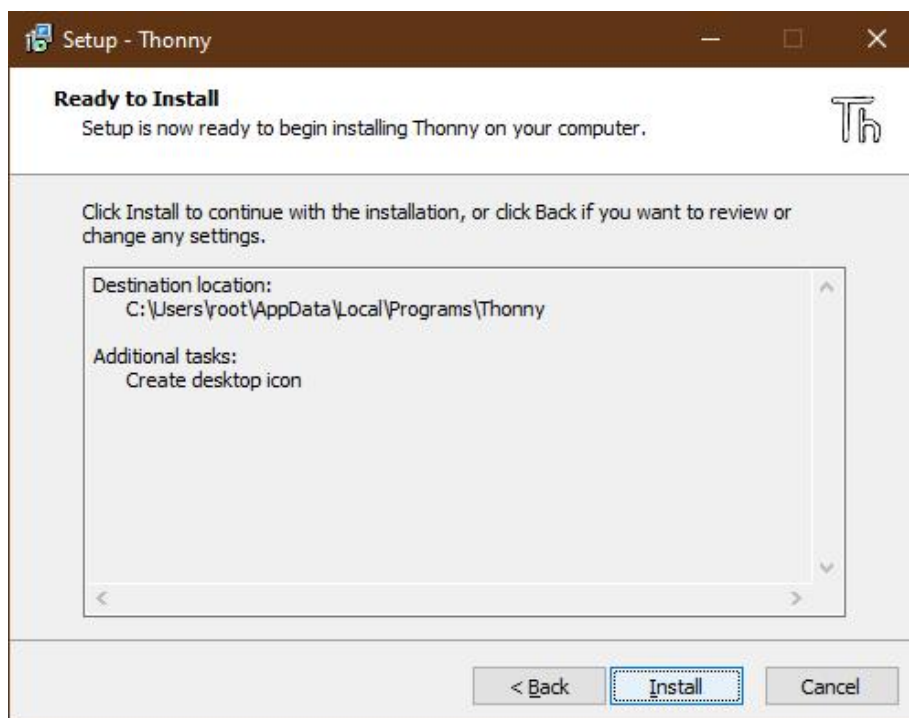 Setup - Thonny
Ready to Install
Setup is now ready to begin installing Thonny on your computer.
Th
Click Install to continue with the installation, or click Back if you want to review or
change any settings.
Destination location:
C:\Users\root\AppData\Local\Programs\Thonny
Additional tasks:
Create desktop icon
< Back
Install
Cancel